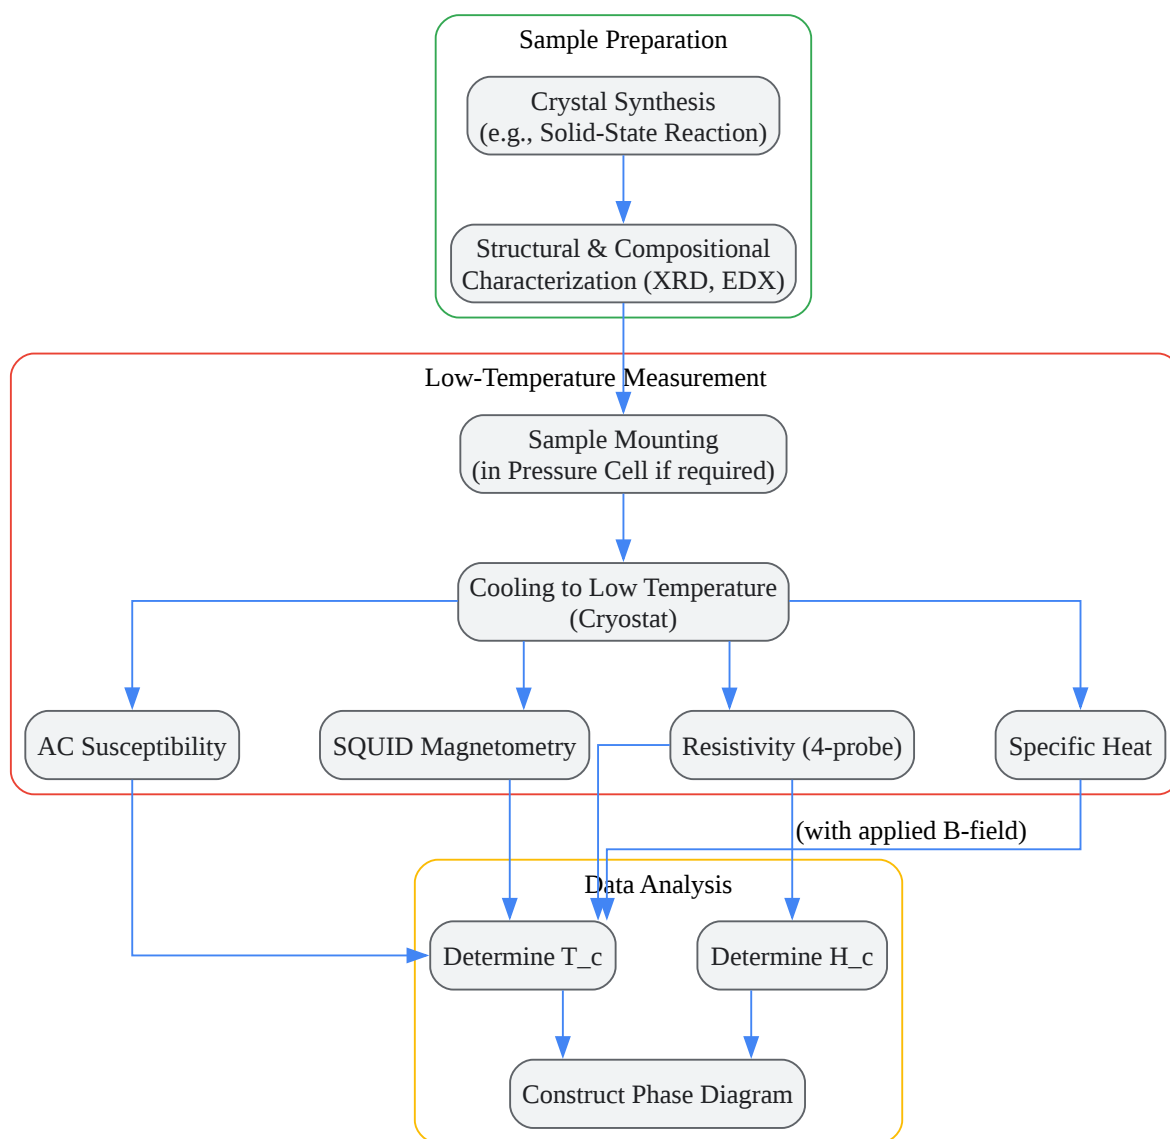 Sample Preparation
Crystal Synthesis
(e.g., Solid-State Reaction)
Structural & Compositional
Characterization (XRD, EDX)
Low-Temperature Measurement
Sample Mounting
(in Pressure Cell if required)
Cooling to Low Temperature
(Cryostat)
AC Susceptibility
SQUID Magnetometry
Resistivity (4-probe)
Specific Heat
(with applied B-field)
Data Analysis
Determine T_c
Determine H_c
Construct Phase Diagram